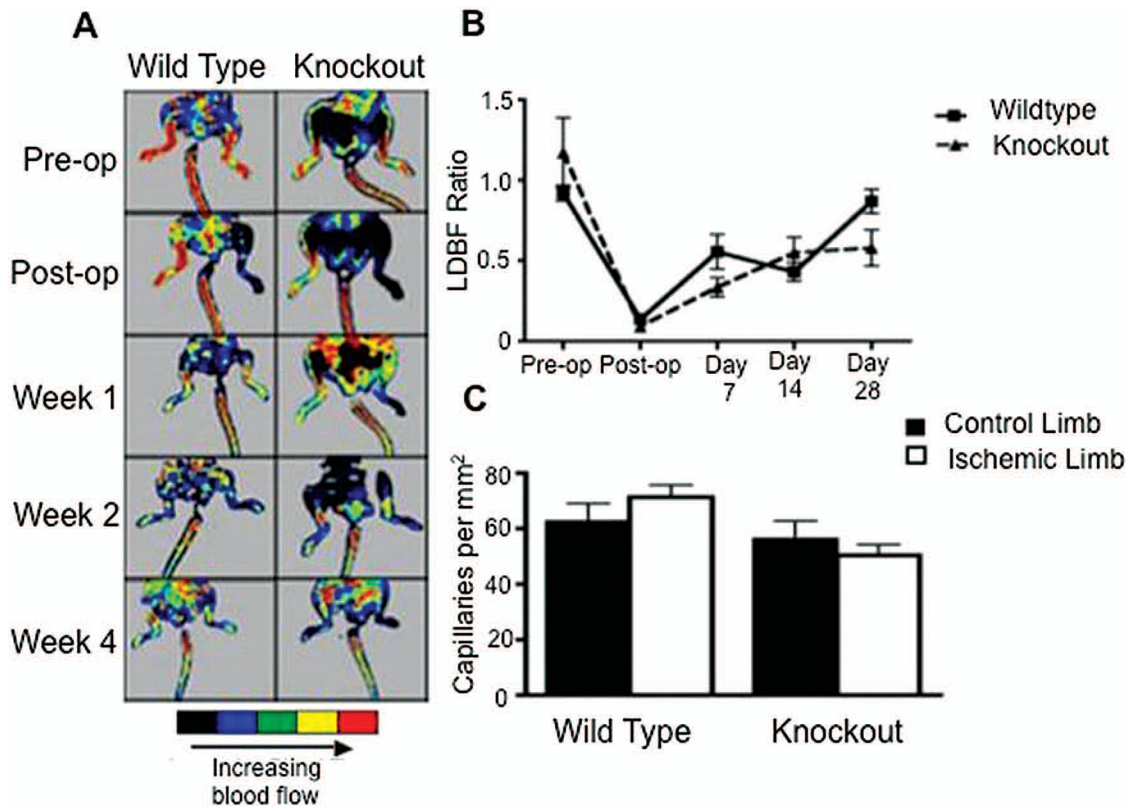 A
Wild Type
Knockout
Pre-op
Post-op
Week 1
Week 2
Week 4
Increasing
blood flow
B
LDBF Ratio
1.5
1.0
0.5
0
Pre-op
Post-op
Day
7
Day
14
Day
28
Wildtype
Knockout
C
Capillaries per mm²
80
60
40
20
0
Wild Type
Knockout
Control Limb
Ischemic Limb